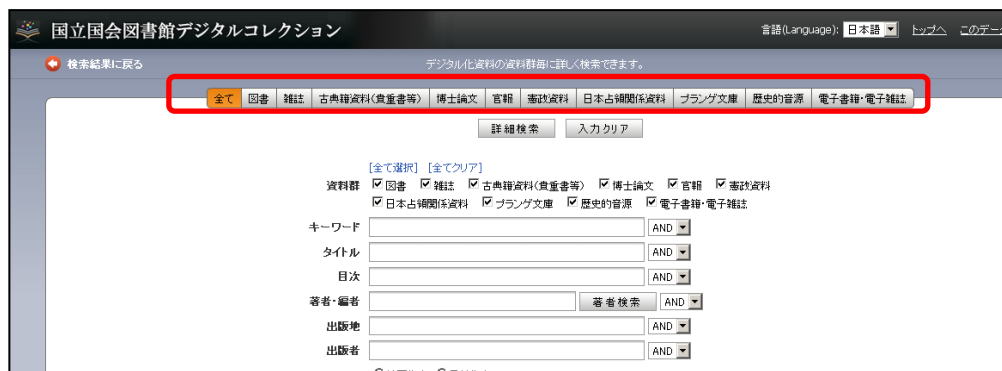 国立国会図書館デジタルコレクション 言語(Language): 日本語 トップへ このデータ
検索結果に戻る デジタル化資料の資料群毎に詳しく検索できます。
全て 図書 雑誌 古典籍資料(貴重書等) 博士論文 官報 憲政資料 日本占領関係資料 プランゲ文庫 歴史的音源 電子書籍・電子雑誌
詳細検索 入力クリア
[全て選択] [全てクリア]
資料群 図書 雑誌 古典籍資料(貴重書等) 博士論文 官報 憲政資料
日本占領関係資料 プランゲ文庫 歴史的音源 電子書籍・電子雑誌
キーワード AND
タイトル AND
目次 AND
著者・編者 著者検索 AND
出版地 AND
出版者 AND